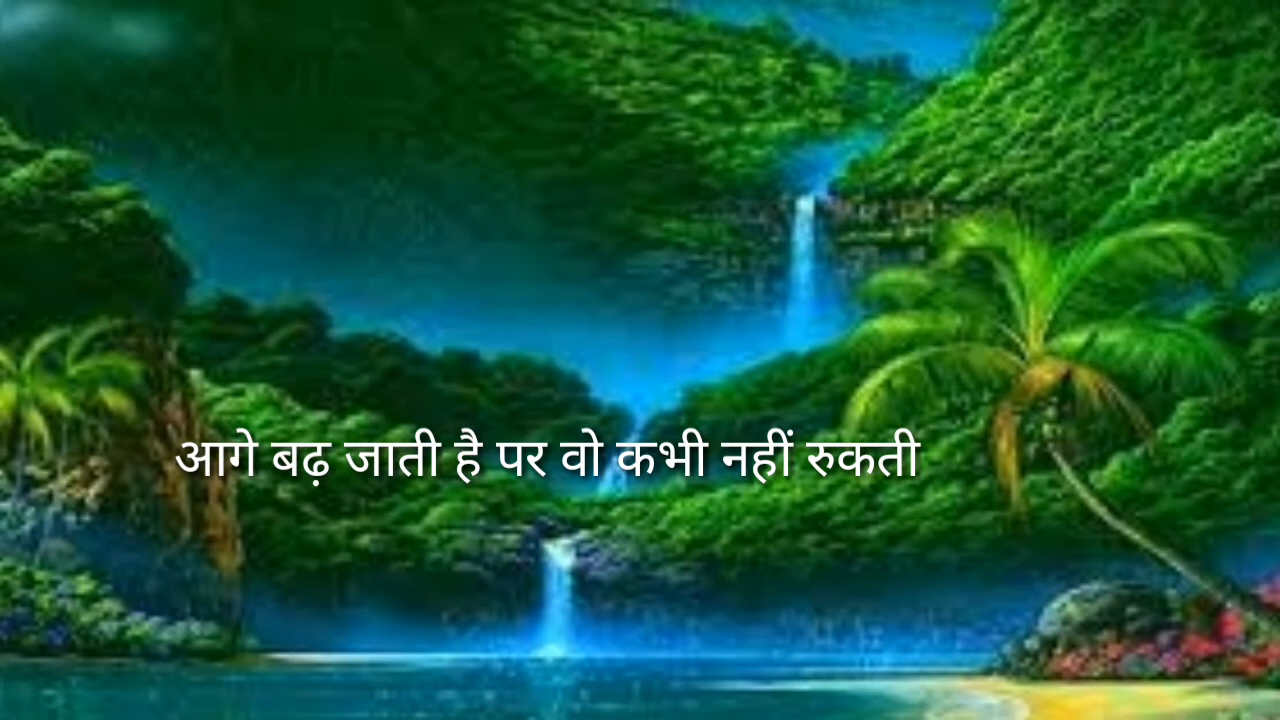 आगे बढ़ जाती है पर वो कभी नहीं रुकती